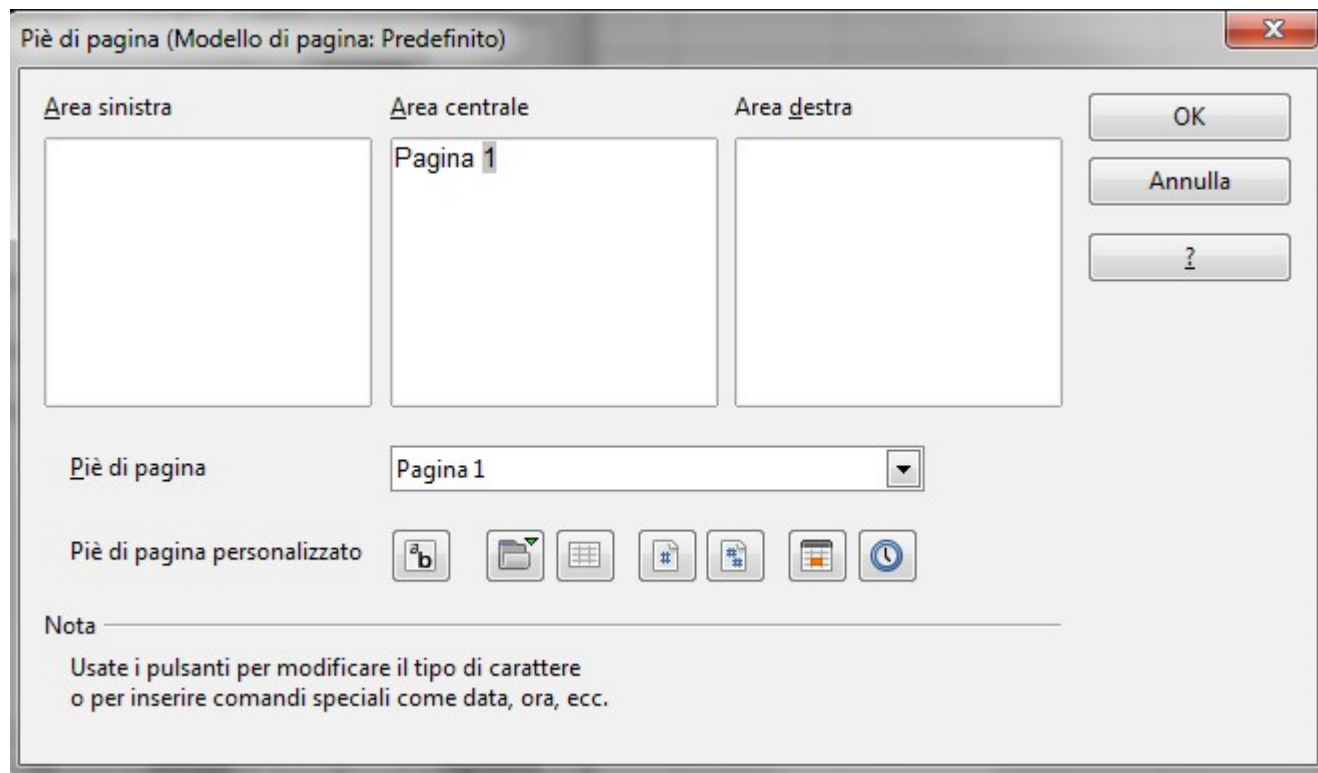 Piè di pagina (Modello di pagina: Predefinito)
Area sinistra
Area centrale
Area destra
Pagina 1
OK
Annulla
?
Piè di pagina
Pagina 1
Piè di pagina personalizzato
Nota
Usate i pulsanti per modificare il tipo di carattere
o per inserire comandi speciali come data, ora, ecc.